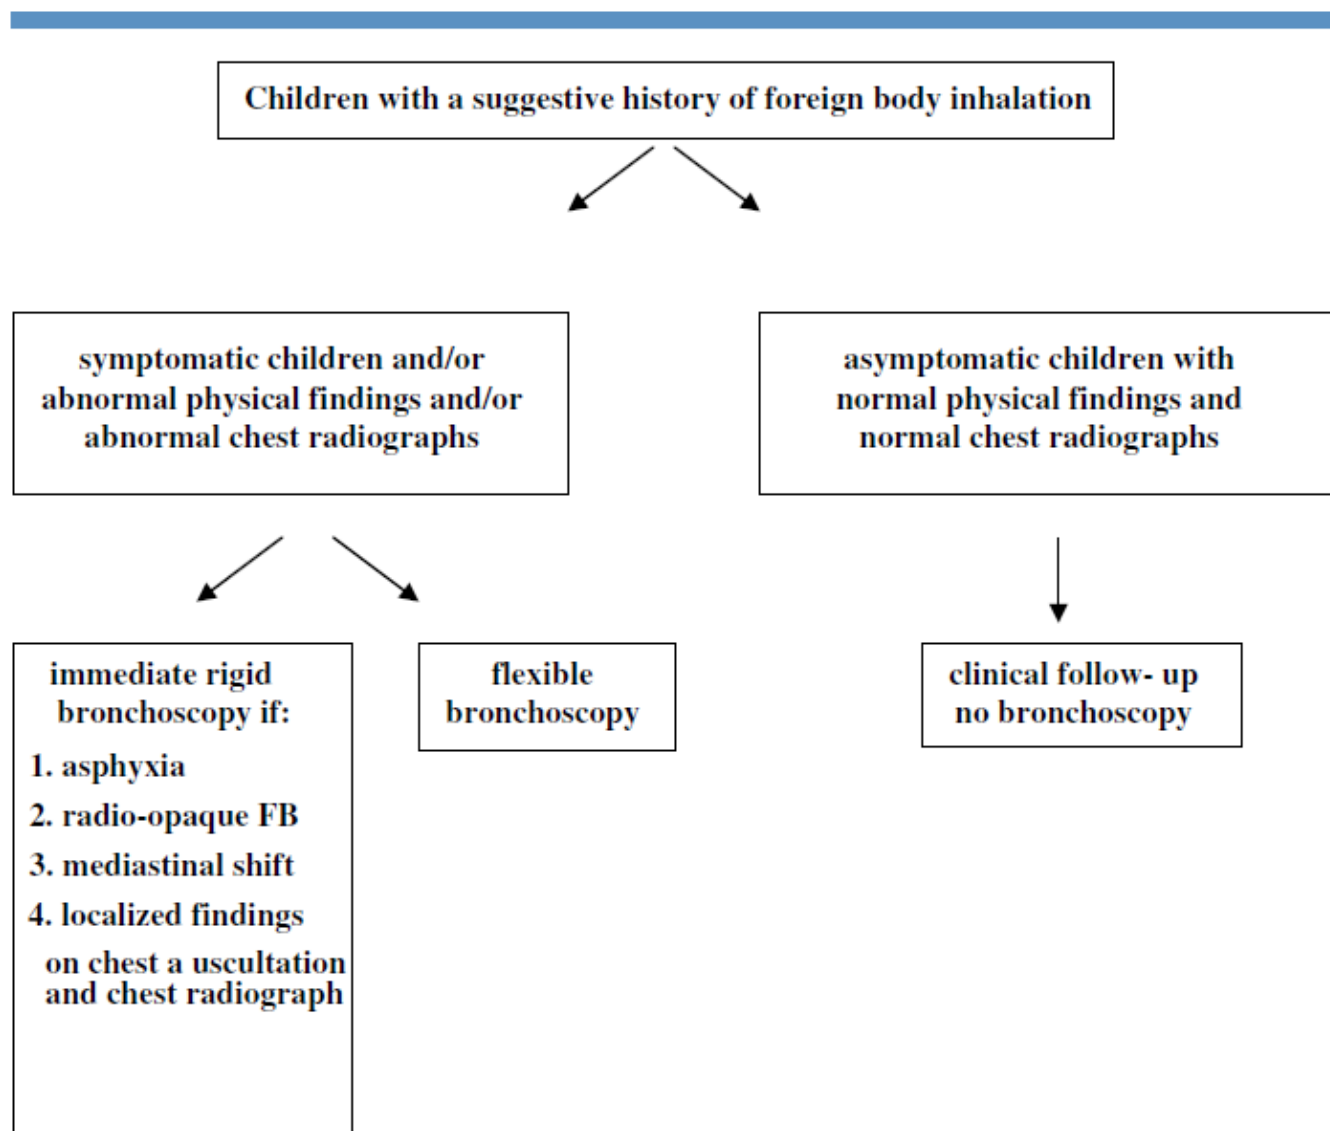 Children with a suggestive history of foreign body inhalation
symptomatic children and/or
abnormal physical findings and/or
abnormal chest radiographs
asymptomatic children with
normal physical findings and
normal chest radiographs
immediate rigid
bronchoscopy if:
1. asphyxia
2. radio-opaque FB
3. mediastinal shift
4. localized findings
on chest a uscultation
and chest radiograph
flexible
bronchoscopy
clinical follow- up
no bronchoscopy